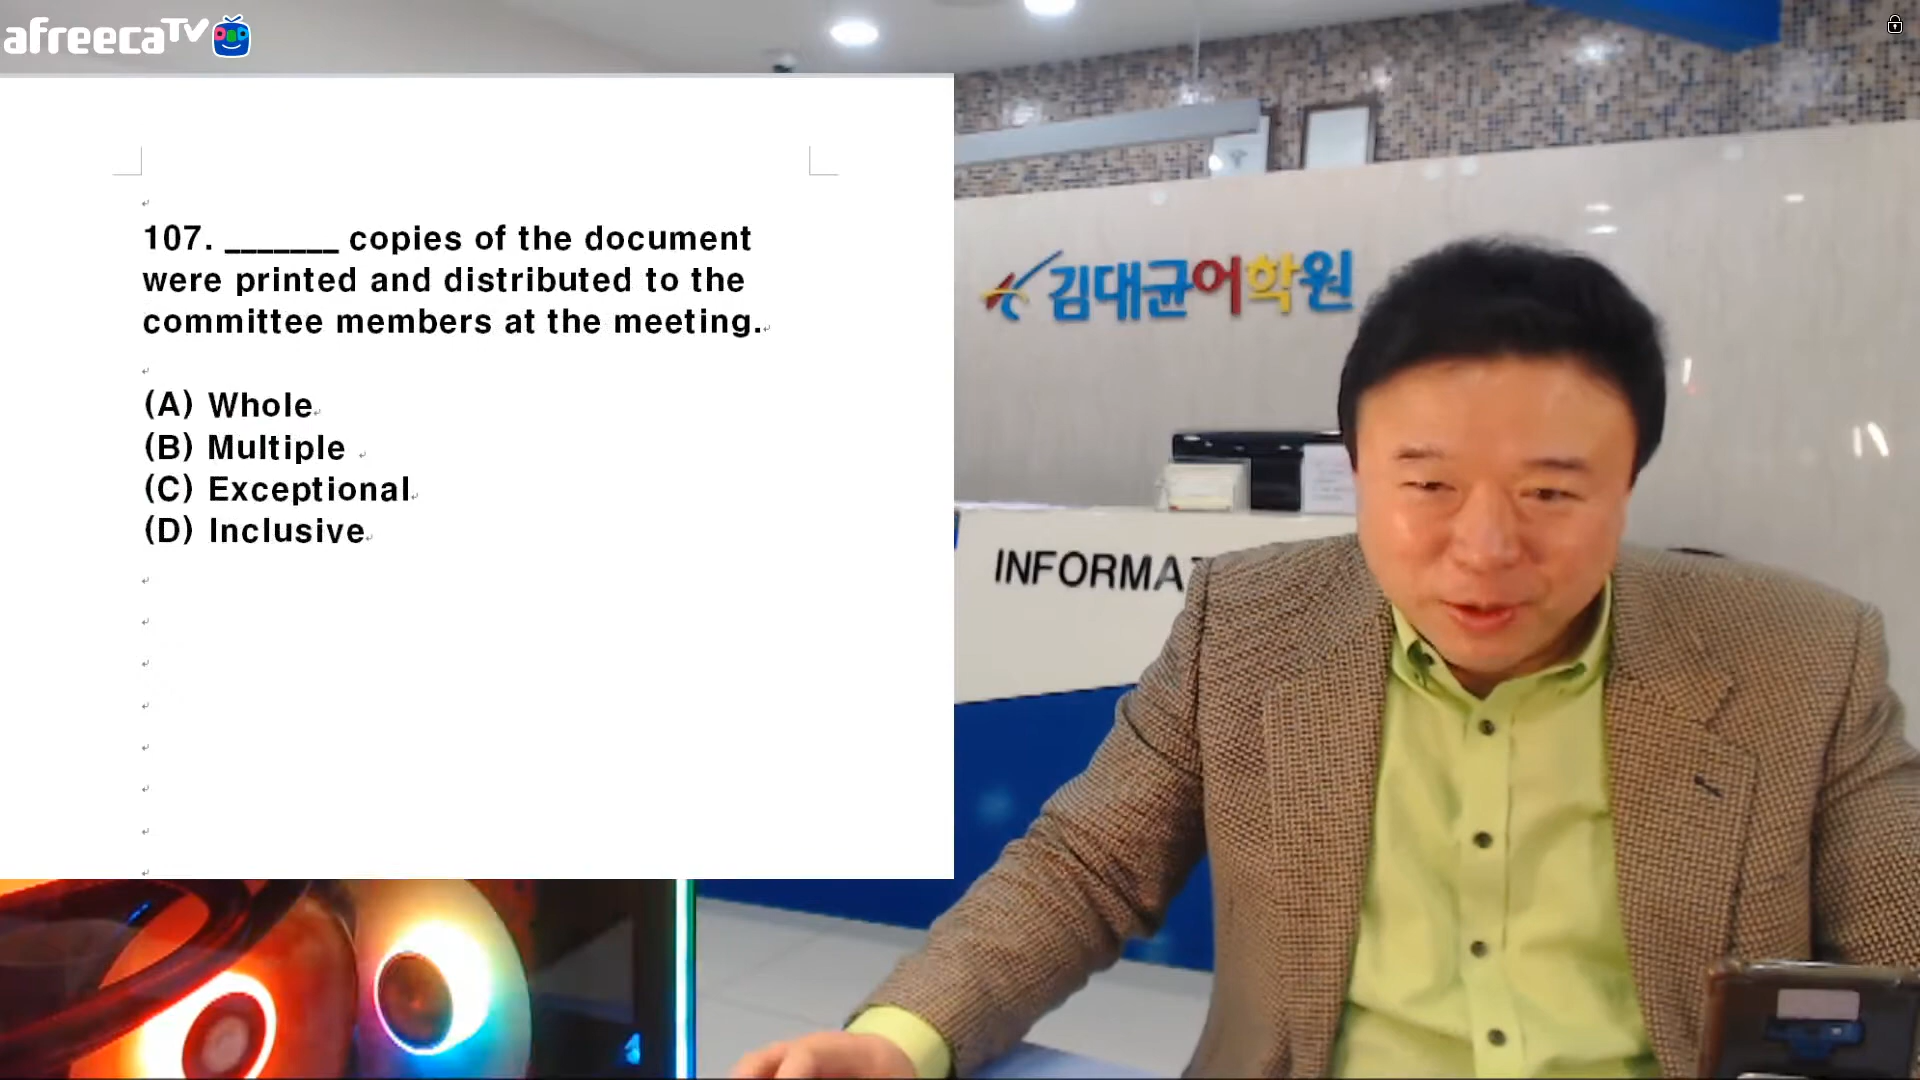 afreecaTV
107. _______ copies of the document
were printed and distributed to the
committee members at the meeting.
(A) Whole
(B) Multiple
(C) Exceptional
(D) Inclusive
김대균어학원
INFORMAT